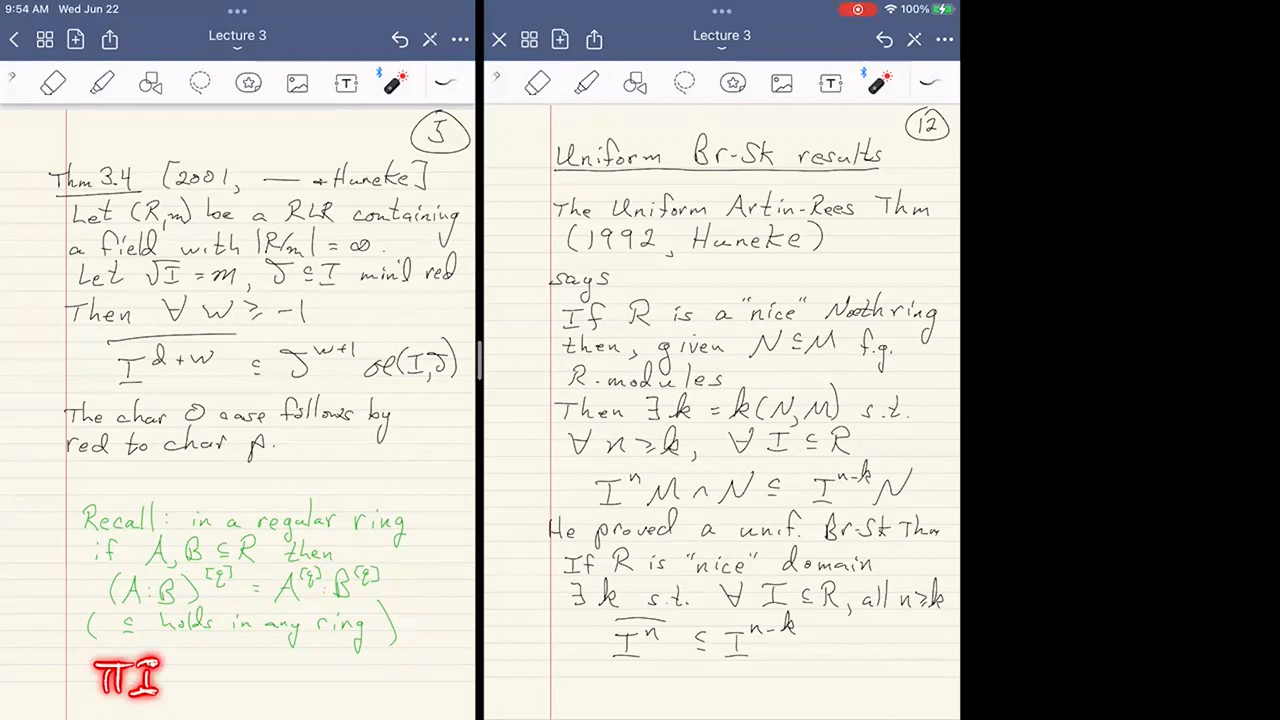 9:54 AM Wed Jun 22
Lecture 3
T
5
Thm 3.4 [2001, — + Huneke]
Let (R,m) be a RLR containing
a field with |R/m| = ∞.
Let √I = m, J ⊆ I min'l red
Then ∀ w ≥ -1
\overline{I^{d+w}} ⊆ J^{w+1} 𝔞(I,J)
The char 0 case follows by
red to char p.
Recall: in a regular ring
if A, B ⊆ R then
(A:B)^{[q]} = A^{[q]} : B^{[q]}
( ⊆ holds in any ring )
100%
Lecture 3
T
12
Uniform Br-Sk results
The Uniform Artin-Rees Thm
(1992, Huneke)
says
If R is a "nice" Noeth ring
then, given N ⊆ M f.g.
R-modules
Then ∃ k = k(N,M) s.t.
∀ n ≥ k, ∀ I ⊆ R
I^n M ∩ N ⊆ I^{n-k} N
He proved a unif. Br-Sk Thm
If R is "nice" domain
∃ k s.t. ∀ I ⊆ R, all n ≥ k
\overline{I^n} ⊆ I^{n-k}